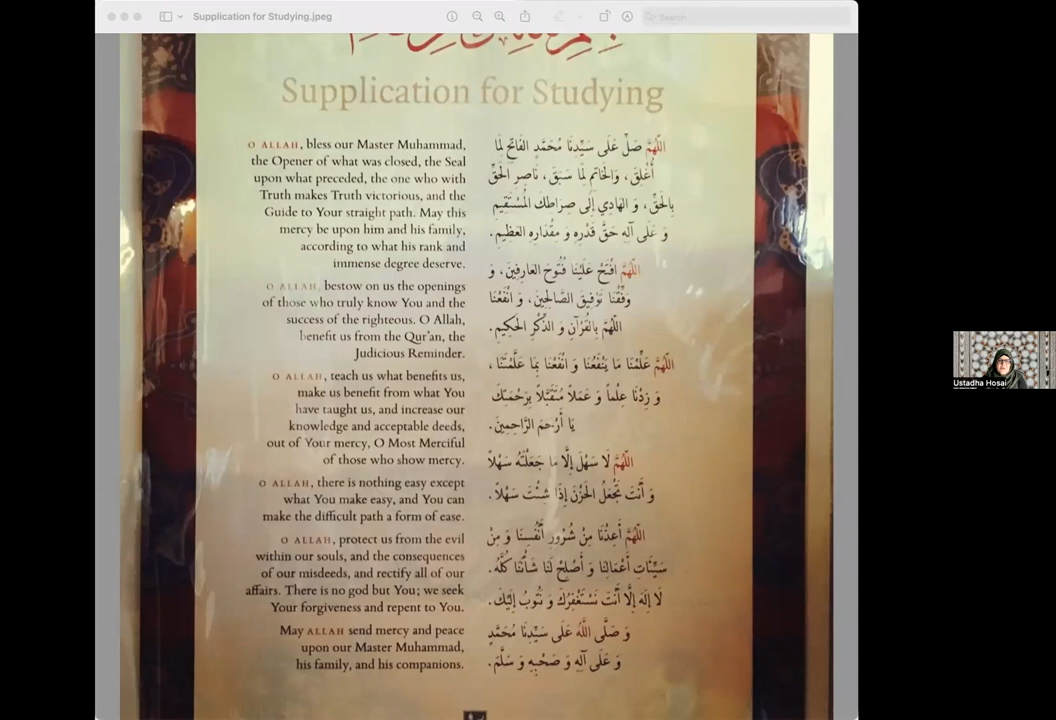 Supplication for Studying.jpeg
Search
Supplication for Studying
O ALLAH, bless our Master Muhammad,
the Opener of what was closed, the Seal
upon what preceded, the one who with
Truth makes Truth victorious, and the
Guide to Your straight path. May this
mercy be upon him and his family,
according to what his rank and
immense degree deserve.
O ALLAH, bestow on us the openings
of those who truly know You and the
success of the righteous. O Allah,
benefit us from the Qur'an, the
Judicious Reminder.
O ALLAH, teach us what benefits us,
make us benefit from what You
have taught us, and increase our
knowledge and acceptable deeds,
out of Your mercy, O Most Merciful
of those who show mercy.
O ALLAH, there is nothing easy except
what You make easy, and You can
make the difficult path a form of ease.
O ALLAH, protect us from the evil
within our souls, and the consequences
of our misdeeds, and rectify all of our
affairs. There is no god but You; we seek
Your forgiveness and repent to You.
May ALLAH send mercy and peace
upon our Master Muhammad,
his family, and his companions.
اللّٰهُمَّ صَلِّ عَلَى سَيِّدِنَا مُحَمَّدٍ الفَاتِحِ لِمَا
أُغْلِقَ، وَالخَاتِمِ لِمَا سَبَقَ، نَاصِرِ الحَقِّ
بِالحَقِّ، وَ الهَادِي إِلَى صِرَاطِكَ المُسْتَقِيمِ
وَ عَلَى آلِهِ حَقَّ قَدْرِهِ وَ مِقْدَارِهِ العَظِيمِ.
اللّٰهُمَّ افْتَحْ عَلَيْنَا فُتُوحَ العَارِفِينَ، وَ
وَفِّقْنَا تَوْفِيقَ الصَّالِحِينَ، وَ انْفَعْنَا
اللّٰهُمَّ بِالقُرْآنِ وَ الذِّكْرِ الحَكِيمِ.
اللّٰهُمَّ عَلِّمْنَا مَا يَنْفَعُنَا وَ انْفَعْنَا بِمَا عَلَّمْتَنَا،
وَ زِدْنَا عِلْماً وَ عَمَلاً مُتَقَبَّلاً بِرَحْمَتِكَ
يَا أَرْحَمَ الرَّاحِمِينَ.
اللّٰهُمَّ لَا سَهْلَ إِلَّا مَا جَعَلْتَهُ سَهْلاً
وَ أَنْتَ تَجْعَلُ الحَزْنَ إِذَا شِئْتَ سَهْلاً.
اللّٰهُمَّ أَعِذْنَا مِنْ شُرُورِ أَنْفُسِنَا وَ مِنْ
سَيِّئَاتِ أَعْمَالِنَا وَ أَصْلِحْ لَنَا شَأْنَنَا كُلَّهُ.
لَا إِلَهَ إِلَّا أَنْتَ نَسْتَغْفِرُكَ وَ نَتُوبُ إِلَيْكَ.
وَ صَلَّى اللَّهُ عَلَى سَيِّدِنَا مُحَمَّدٍ
وَ عَلَى آلِهِ وَ صَحْبِهِ وَ سَلَّمَ.
Ustadha Hosai